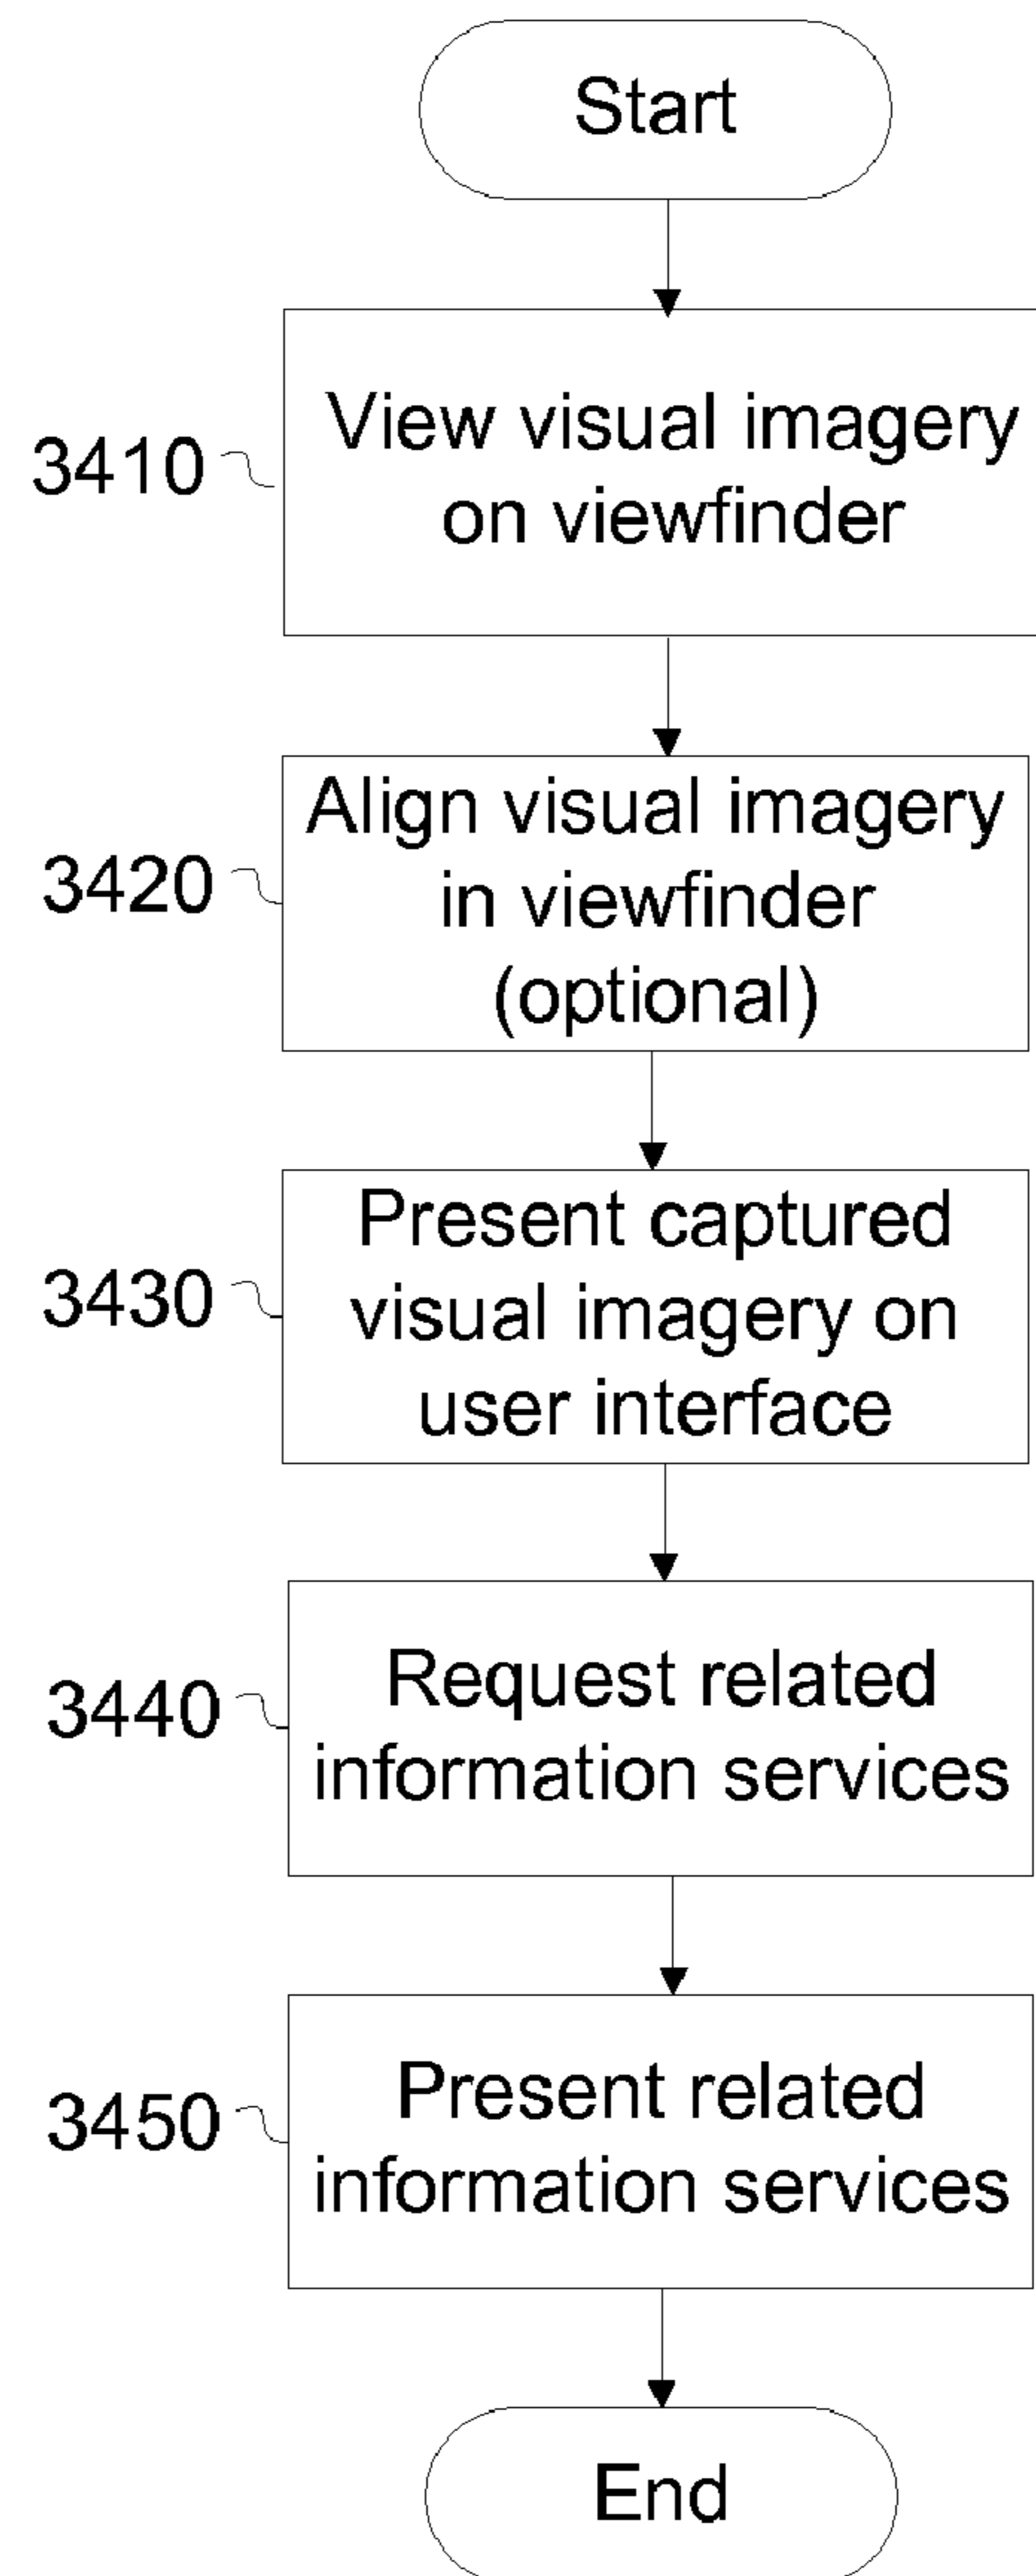 Start
3410
View visual imagery
on viewfinder
3420
Align visual imagery
in viewfinder
(optional)
3430
Present captured
visual imagery on
user interface
3440
Request related
information services
3450
Present related
information services
End